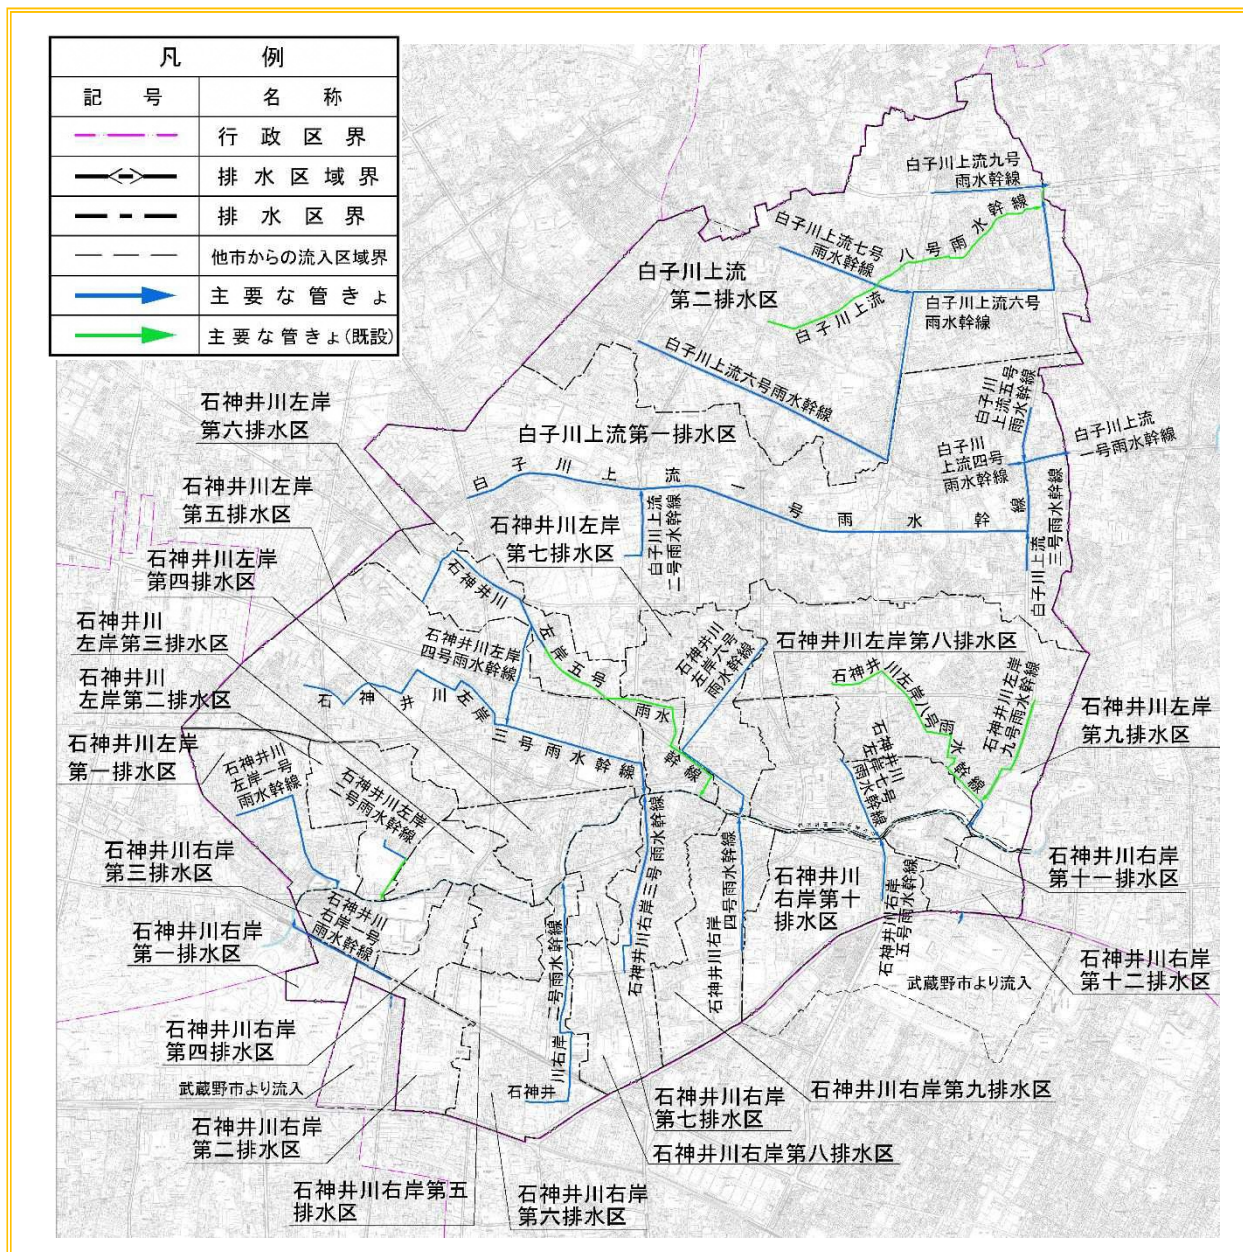 凡 例
記 号 名 称
行 政 区 界
排 水 区 域 界
排 水 区 界
他市からの流入区域界
主 要 な 管 き ょ
主 要 な 管 き ょ (既設)
白子川上流九号
雨水幹線
白子川上流七号
雨水幹線
白子川上流 八号雨水幹線
白子川上流
第二排水区
白子川上流六号
雨水幹線
白子川上流六号雨水幹線
白子川
上流五号
雨水幹線
白子川上流
一号雨水幹線
白子川
上流四号
雨水幹線
白子川上流第一排水区
白子川上流一号雨水幹線
白子川上流
二号雨水幹線
白子川上流
三号雨水幹線
石神井川左岸
第六排水区
石神井川左岸
第五排水区
石神井川左岸
第四排水区
石神井川
左岸第三排水区
石神井川
左岸第二排水区
石神井川左岸
第一排水区
石神井川左岸
第七排水区
石神井川左岸五号雨水幹線
石神井川左岸
四号雨水幹線
石神井川左岸三号雨水幹線
石神井川
左岸六号
雨水幹線
石神井川左岸第八排水区
石神井川左岸八号雨水幹線
石神井川左岸
九号雨水幹線
石神井川左岸
第九排水区
石神井川
左岸七号
雨水幹線
石神井川
左岸一号
雨水幹線
石神井川左岸
二号雨水幹線
石神井川右岸
第三排水区
石神井川右岸
第一排水区
石神井川
右岸一号
雨水幹線
石神井川右岸
第四排水区
武蔵野市より流入
石神井川右岸
第二排水区
石神井川右岸第五
排水区
石神井川右岸
第六排水区
石神井川右岸二号雨水幹線
石神井川右岸三号雨水幹線
石神井川右岸
四号雨水幹線
石神井川
右岸第十
排水区
石神井川右岸
五号雨水幹線
石神井川右岸
第十一排水区
石神井川右岸
第十二排水区
武蔵野市より流入
石神井川右岸第九排水区
石神井川右岸
第七排水区
石神井川右岸第八排水区